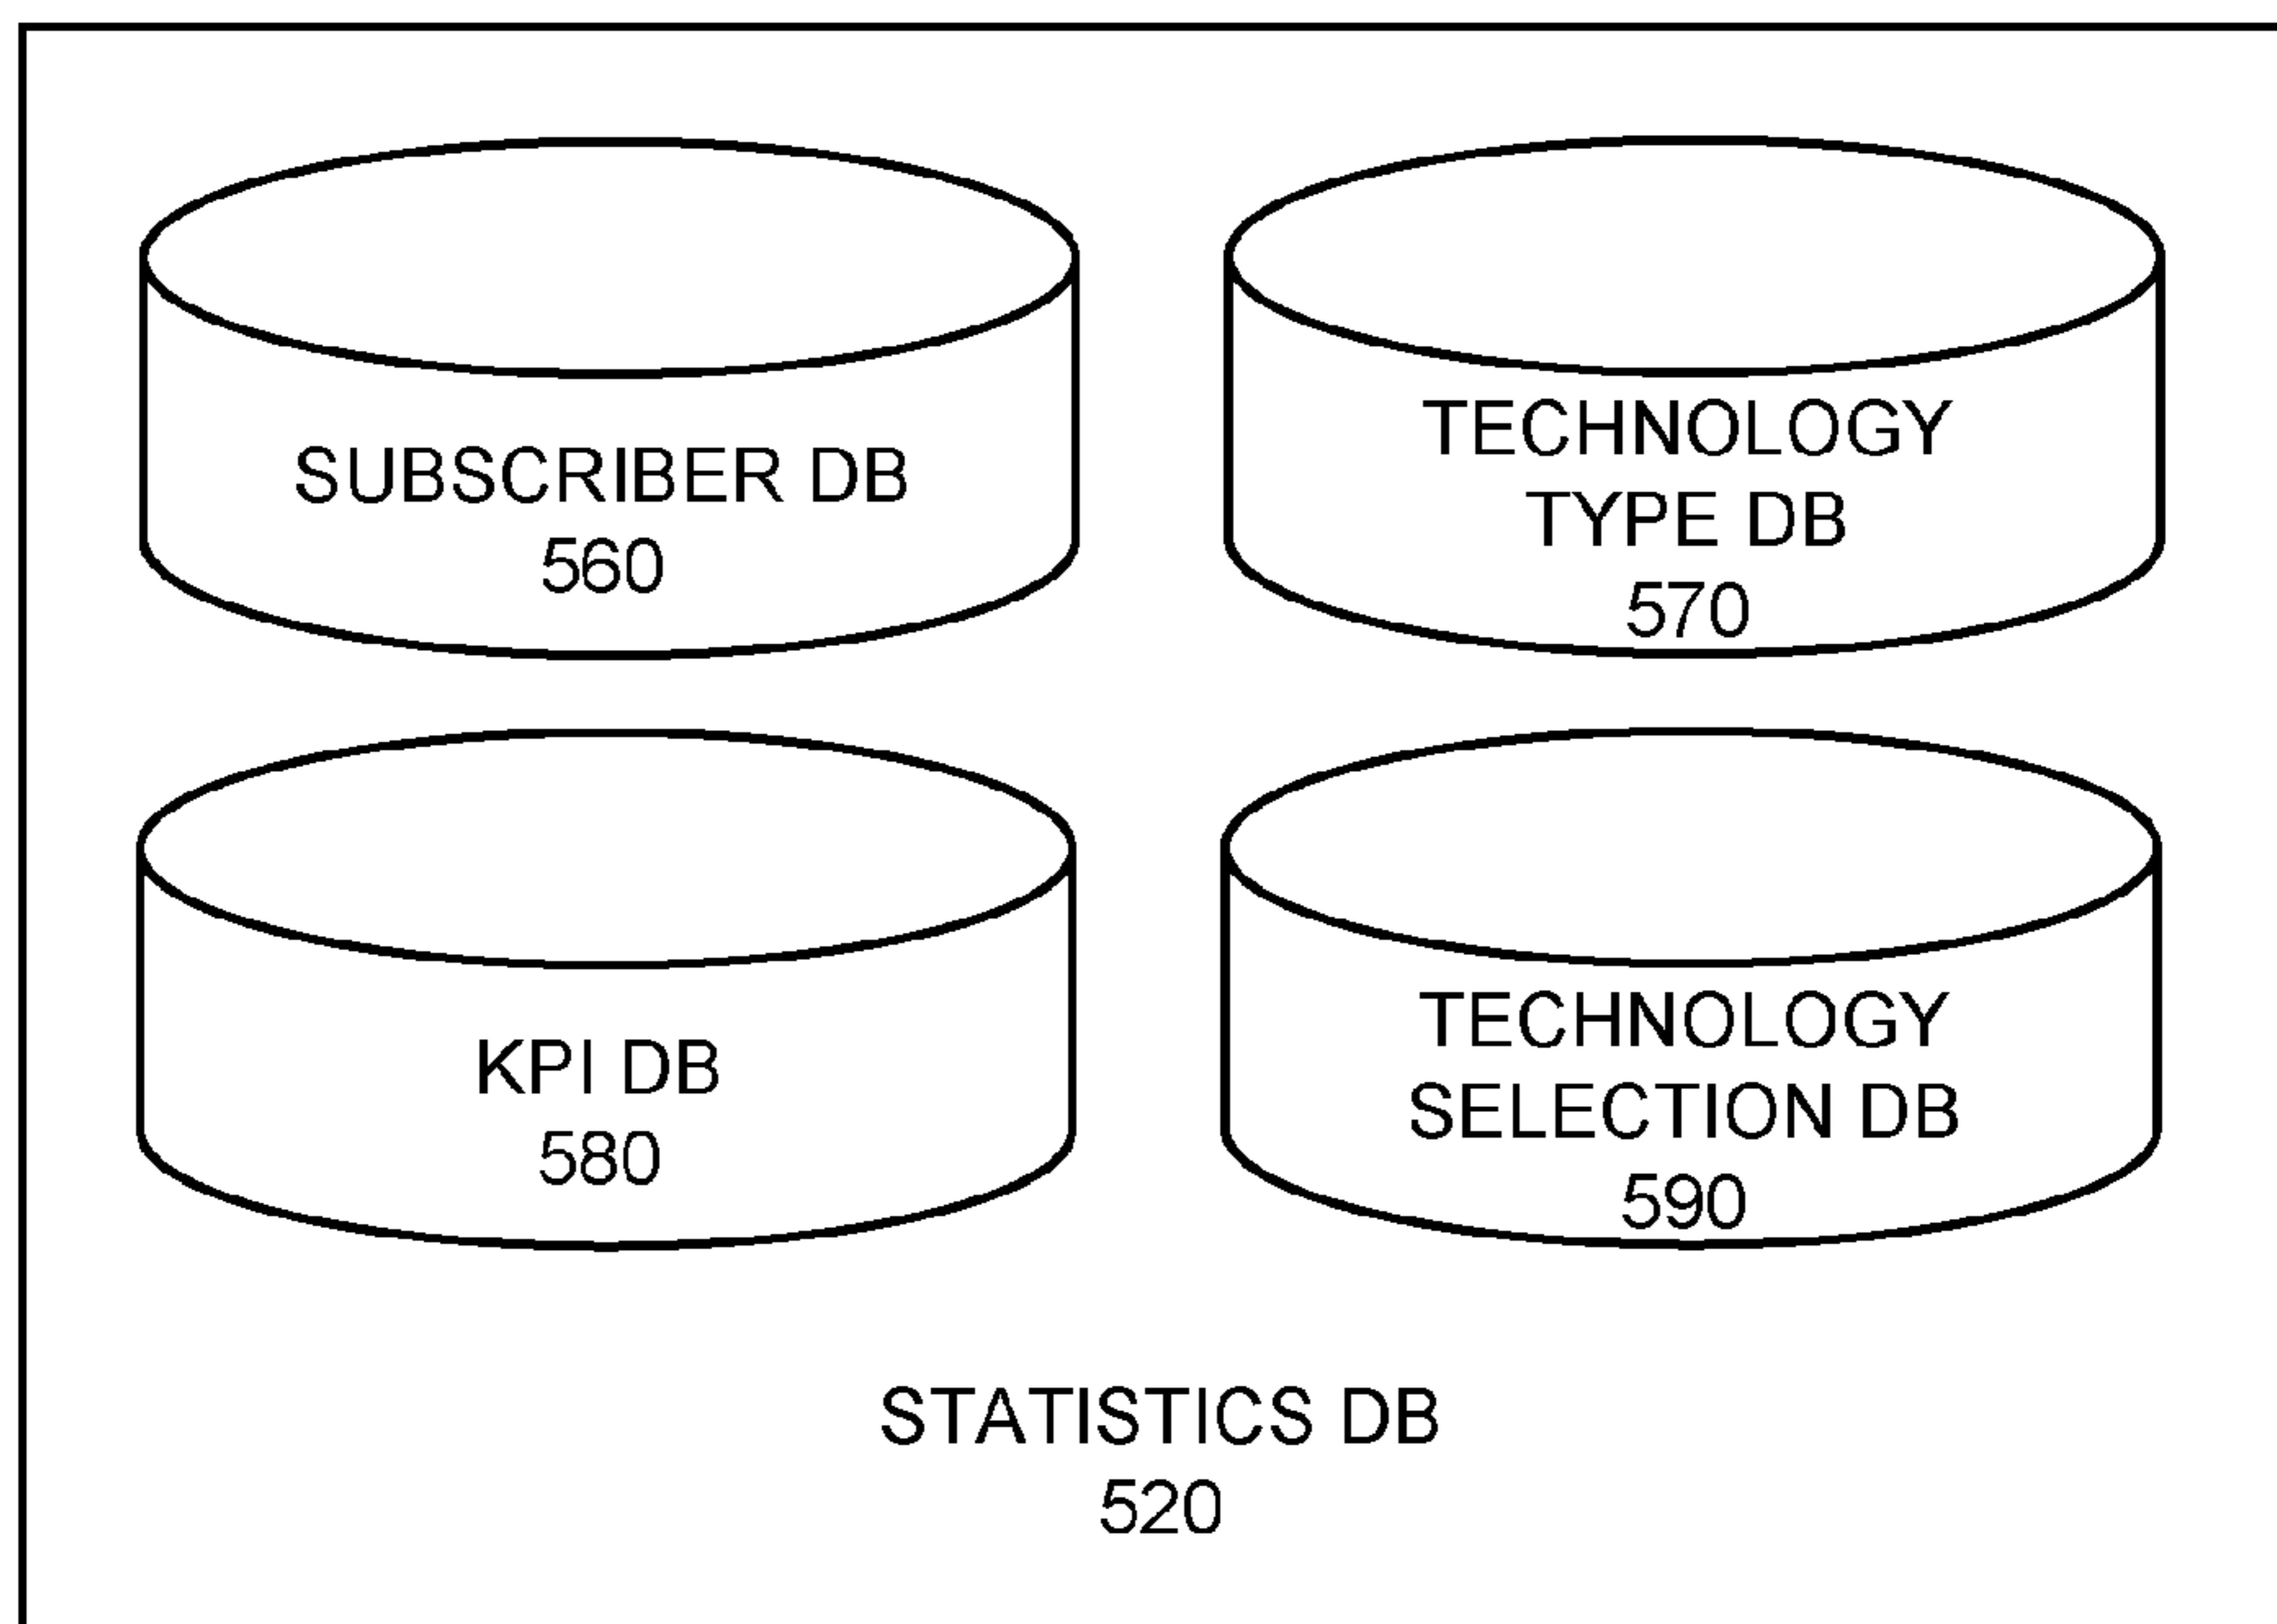 SUBSCRIBER DB
560
TECHNOLOGY
TYPE DB
570
KPI DB
580
TECHNOLOGY
SELECTION DB
590
STATISTICS DB
520